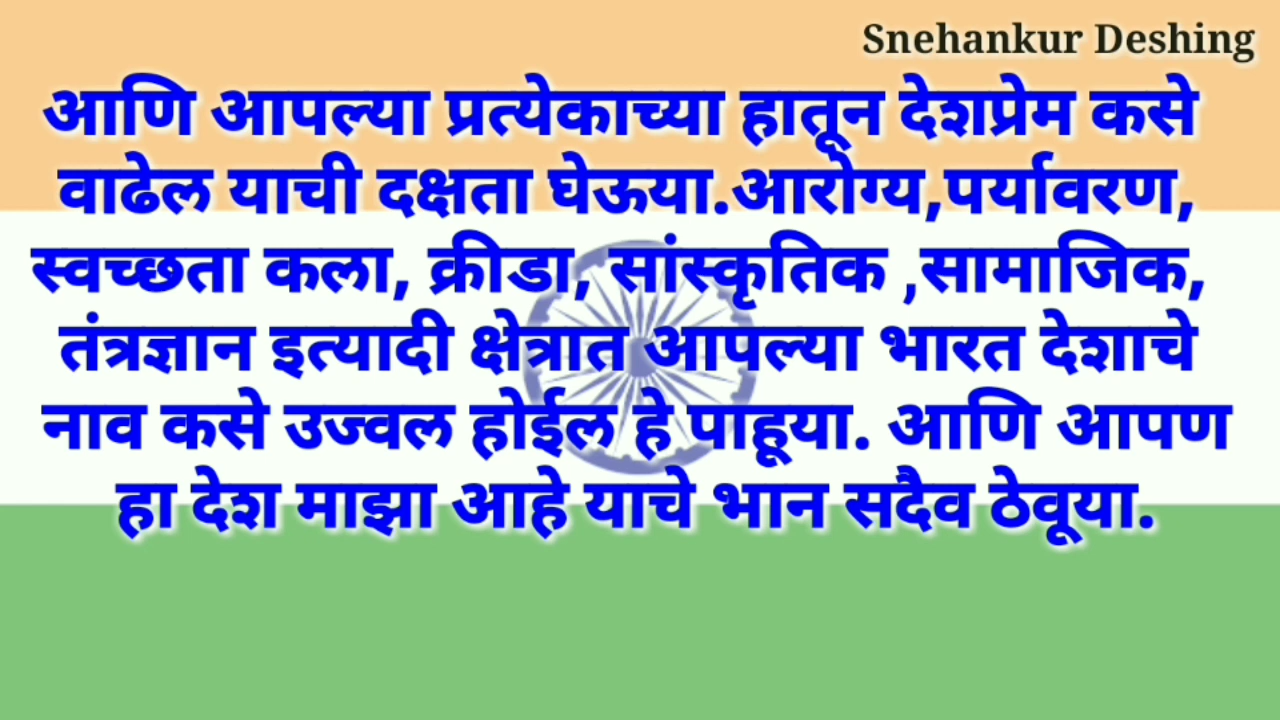 Snehankur Deshing
आणि आपल्या प्रत्येकाच्या हातून देशप्रेम कसे
वाढेल याची दक्षता घेऊया.आरोग्य,पर्यावरण,
स्वच्छता कला, क्रीडा, सांस्कृतिक ,सामाजिक,
तंत्रज्ञान इत्यादी क्षेत्रात आपल्या भारत देशाचे
नाव कसे उज्वल होईल हे पाहूया. आणि आपण
हा देश माझा आहे याचे भान सदैव ठेवूया.